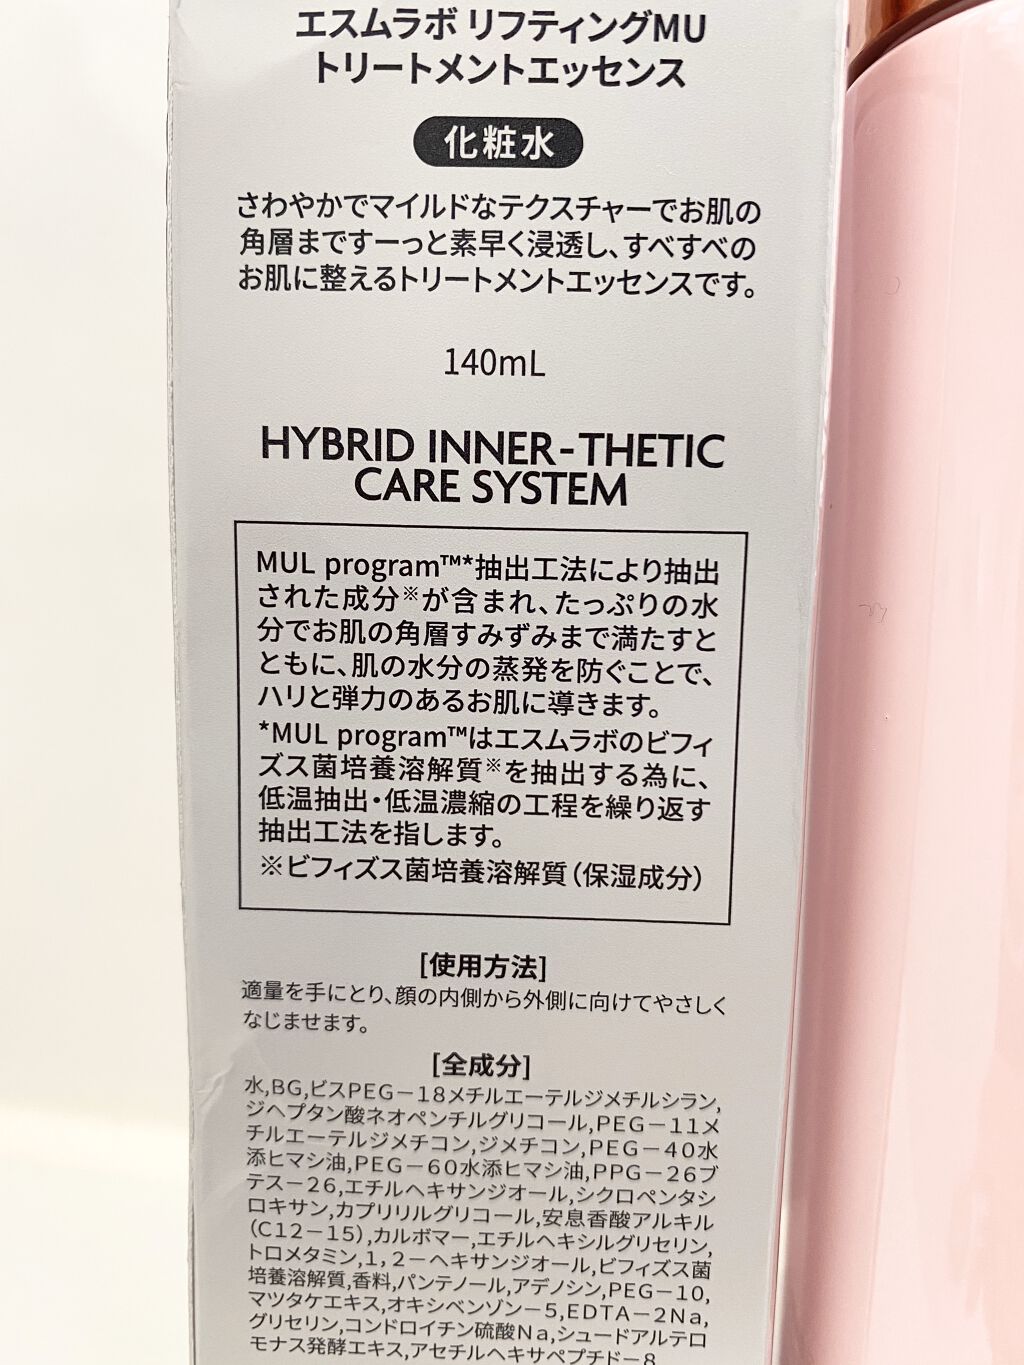 エスムラボ リフティングMU
トリートメントエッセンス
化粧水
さわやかでマイルドなテクスチャーでお肌の
角層まですーっと素早く浸透し、すべすべの
お肌に整えるトリートメントエッセンスです。
140mL
HYBRID INNER-THETIC
CARE SYSTEM
MUL program™*抽出工法により抽出
された成分※が含まれ、たっぷりの水
分でお肌の角層すみずみまで満たすと
ともに、肌の水分の蒸発を防ぐことで、
ハリと弾力のあるお肌に導きます。
*MUL program™はエスムラボのビフィ
ズス菌培養溶解質※を抽出する為に、
低温抽出・低温濃縮の工程を繰り返す
抽出工法を指します。
※ビフィズス菌培養溶解質（保湿成分）
[使用方法]
適量を手にとり、顔の内側から外側に向けてやさしく
なじませます。
[全成分]
水,BG,ビスPEG－18メチルエーテルジメチルシラン,
ジヘプタン酸ネオペンチルグリコール,PEG－11メ
チルエーテルジメチコン,ジメチコン,PEG－40水
添ヒマシ油,PEG－60水添ヒマシ油,PPG－26ブ
テス－26,エチルヘキサンジオール,シクロペンタシ
ロキサン,カプリリルグリコール,安息香酸アルキル
（C12－15）,カルボマー,エチルヘキシルグリセリン,
トロメタミン,1，2－ヘキサンジオール,ビフィズス菌
培養溶解質,香料,パンテノール,アデノシン,PEG－10,
マツタケエキス,オキシベンゾン－5,EDTA－2Na,
グリセリン,コンドロイチン硫酸Na,シュードアルテロ
モナス発酵エキス,アセチルヘキサペプチド－8